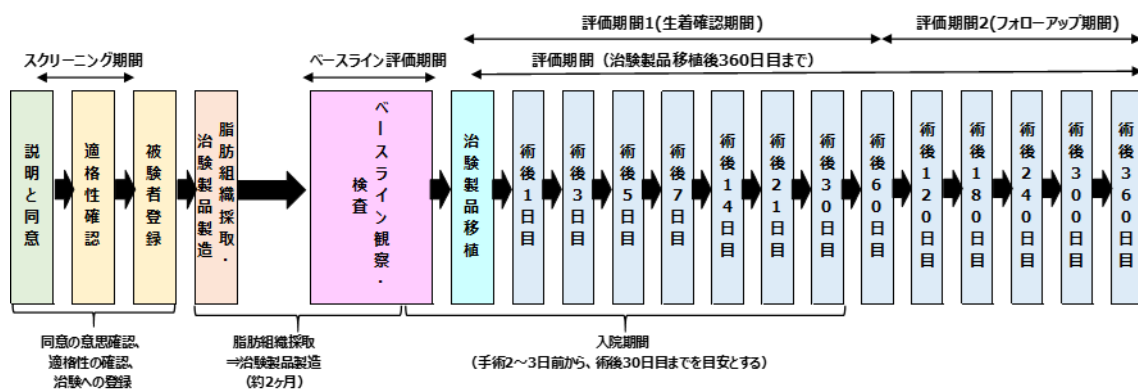 評価期間1(生着確認期間)
評価期間2(フォローアップ期間)
スクリーニング期間
ベースライン評価期間
評価期間（治験製品移植後360日目まで）
説明と同意
適格性確認
被験者登録
脂肪組織採取・
治験製品製造
ベースライン観察・
検査
治験製品移植
術後1日目
術後3日目
術後5日目
術後7日目
術後14日目
術後21日目
術後30日目
術後60日目
術後120日目
術後180日目
術後240日目
術後300日目
術後360日目
同意の意思確認、
適格性の確認、
治験への登録
脂肪組織採取
⇒治験製品製造
（約2ヶ月）
入院期間
（手術2～3日前から、術後30日目までを目安とする）